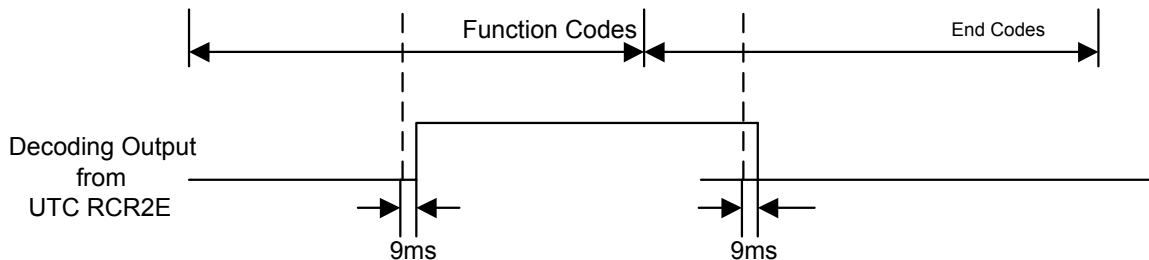 Function Codes
End Codes
Decoding Output
from
UTC RCR2E
9ms
9ms